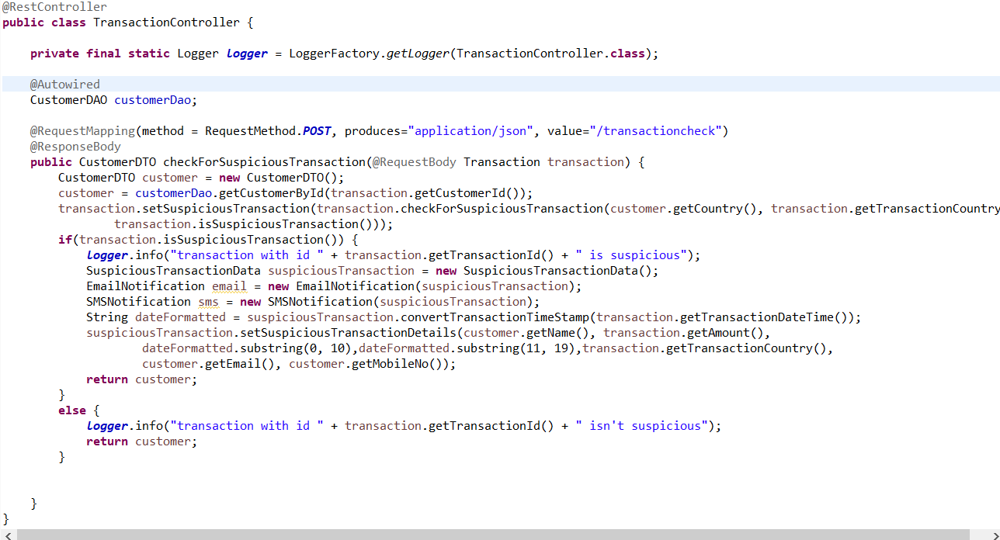 @RestController
public class TransactionController {
private final static Logger logger = LoggerFactory.getLogger(TransactionController.class);
@Autowired
CustomerDAO customerDao;
@RequestMapping(method = RequestMethod.POST, produces="application/json", value="/transactioncheck")
@ResponseBody
public CustomerDTO checkForSuspiciousTransaction(@RequestBody Transaction transaction) {
CustomerDTO customer = new CustomerDTO();
customer = customerDao.getCustomerById(transaction.getCustomerId());
transaction.setSuspiciousTransaction(transaction.checkForSuspiciousTransaction(customer.getCountry(), transaction.getTransactionCountry
transaction.isSuspiciousTransaction()));
if(transaction.isSuspiciousTransaction()) {
logger.info("transaction with id " + transaction.getTransactionId() + " is suspicious");
SuspiciousTransactionData suspiciousTransaction = new SuspiciousTransactionData();
EmailNotification email = new EmailNotification(suspiciousTransaction);
SMSNotification sms = new SMSNotification(suspiciousTransaction);
String dateFormatted = suspiciousTransaction.convertTransactionTimeStamp(transaction.getTransactionDateTime());
suspiciousTransaction.setSuspiciousTransactionDetails(customer.getName(), transaction.getAmount(),
dateFormatted.substring(0, 10),dateFormatted.substring(11, 19),transaction.getTransactionCountry(),
customer.getEmail(), customer.getMobileNo());
return customer;
}
else {
logger.info("transaction with id " + transaction.getTransactionId() + " isn't suspicious");
return customer;
}
}
}